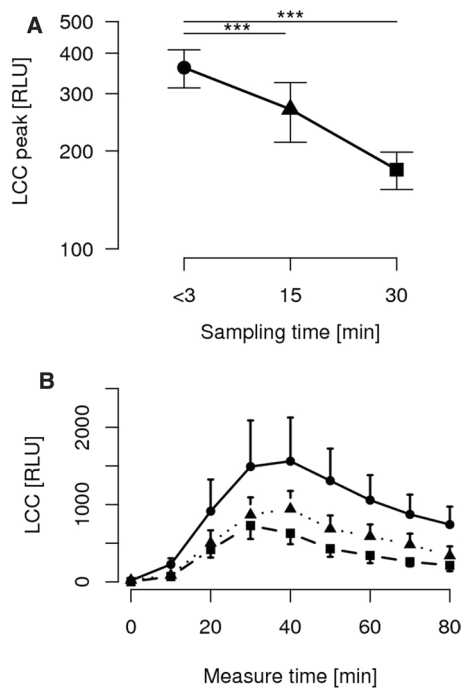 A
500
400
300
200
100
LCC peak [RLU]
***
***
<3 15 30
Sampling time [min]
B
2000
1000
0
LCC [RLU]
0 20 40 60 80
Measure time [min]